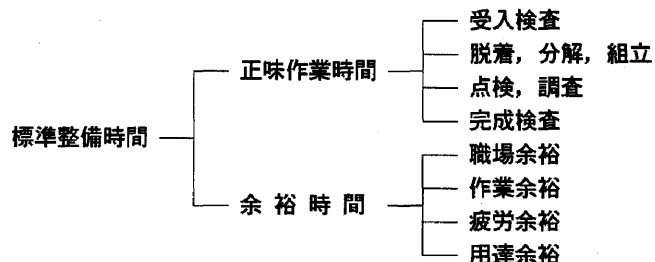 標準整備時間
正味作業時間
受入検査
脱着，分解，組立
点検，調査
完成検査
余裕時間
職場余裕
作業余裕
疲労余裕
用達余裕